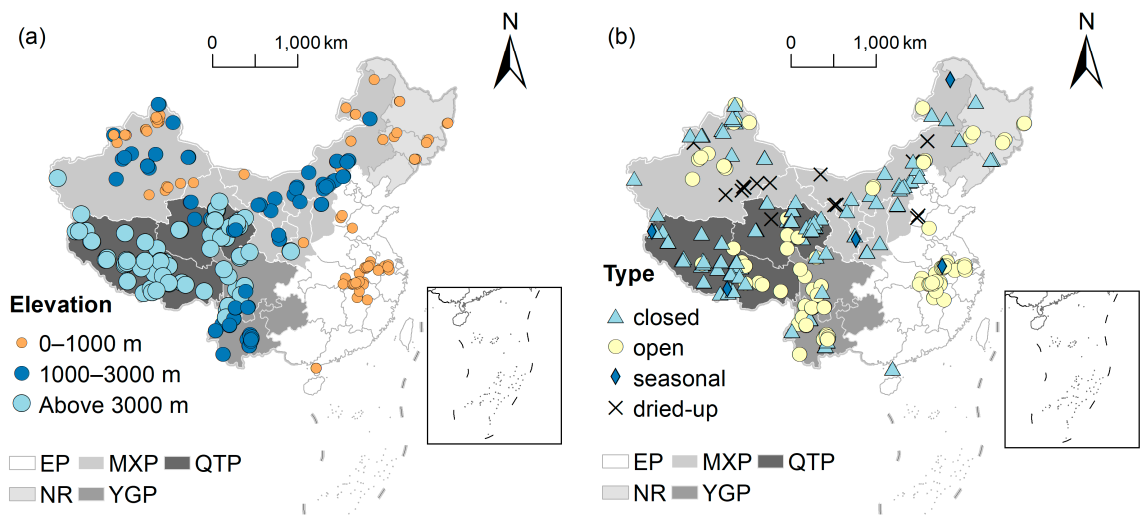 (a)
N
0 1,000 km
Elevation
0–1000 m
1000–3000 m
Above 3000 m
EP MXP QTP
NR YGP
(b)
N
0 1,000 km
Type
closed
open
seasonal
dried-up
EP MXP QTP
NR YGP